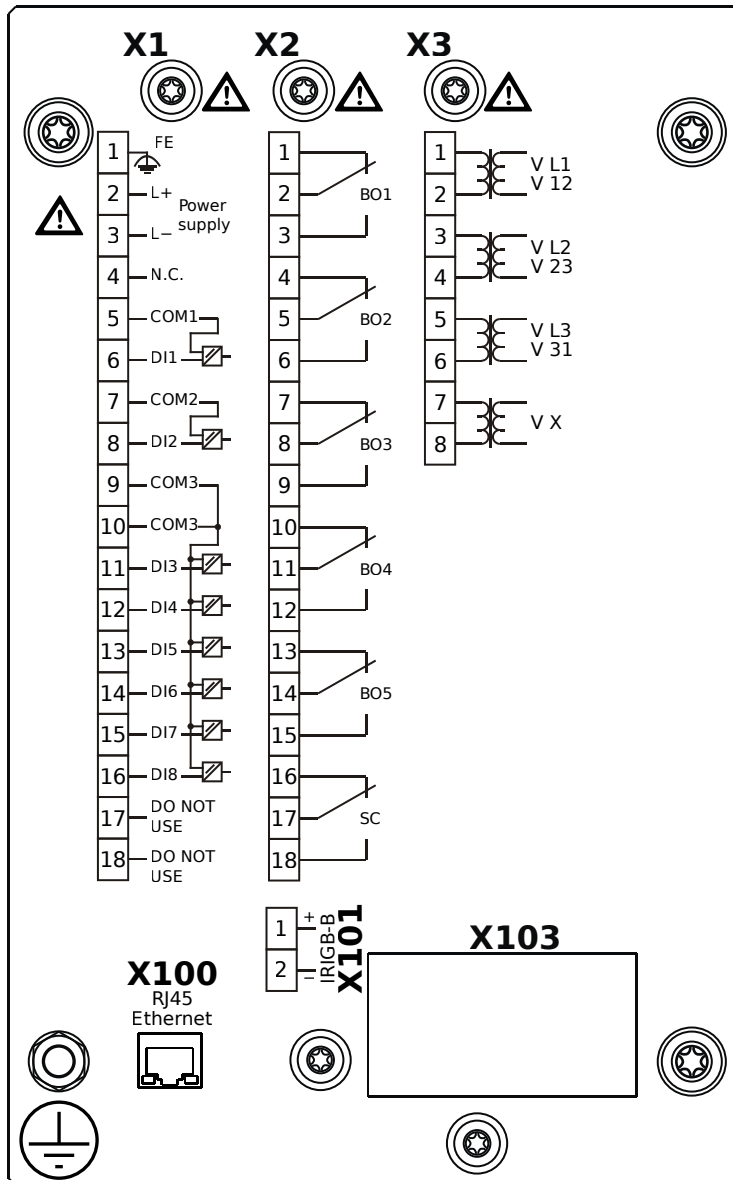 X1 X2 X3
1 FE
2 L+
Power
supply
3 L−
4 N.C.
5 COM1
6 DI1
7 COM2
8 DI2
9 COM3
10 COM3
11 DI3
12 DI4
13 DI5
14 DI6
15 DI7
16 DI8
17 DO NOT
USE
18 DO NOT
USE
1
2 BO1
3
4
5 BO2
6
7
8 BO3
9
10
11 BO4
12
13
14 BO5
15
16
17 SC
18
1 V L1
2 V 12
3 V L2
4 V 23
5 V L3
6 V 31
7 V X
8
1 +
2 −
IRIGB-B
X101
X100
RJ45
Ethernet
X103